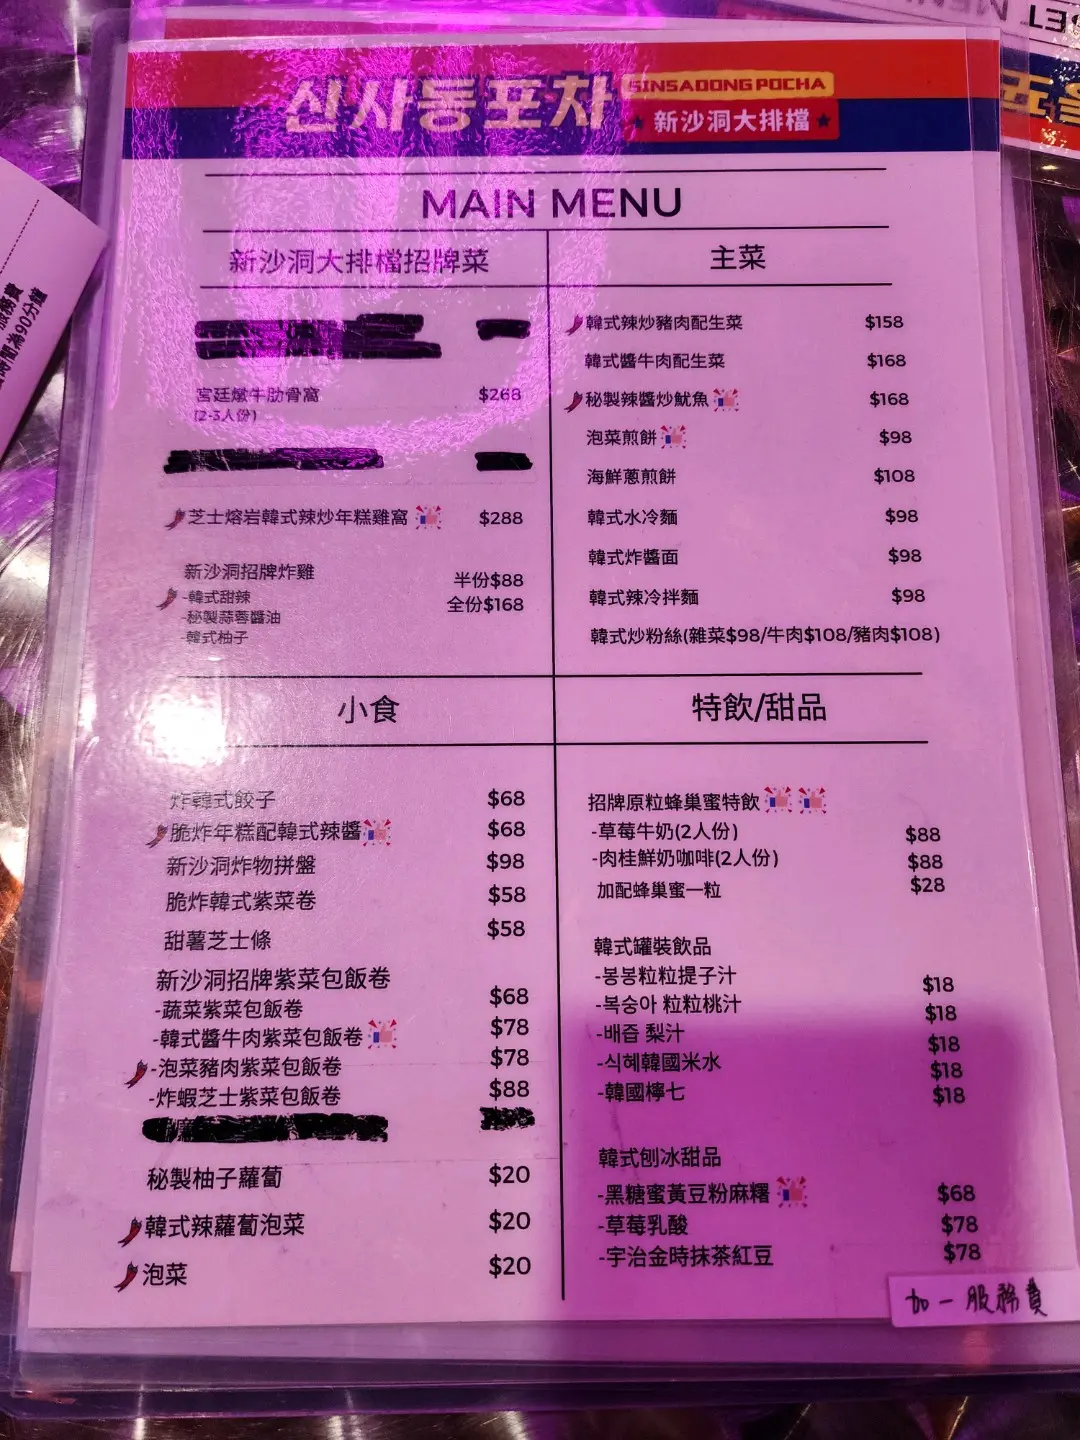 신사동포차
SINSADONG POCHA
新沙洞大排檔
MAIN MENU
新沙洞大排檔招牌菜
宮廷燉牛肋骨窩 $268
(2-3人份)
芝士熔岩韓式辣炒年糕雞窩 $288
新沙洞招牌炸雞 半份$88
-韓式甜辣 全份$168
-秘製蒜蓉醬油
-韓式柚子
主菜
韓式辣炒豬肉配生菜 $158
韓式醬牛肉配生菜 $168
秘製辣醬炒魷魚 $168
泡菜煎餅 $98
海鮮蔥煎餅 $108
韓式水冷麵 $98
韓式炸醬面 $98
韓式辣冷拌麵 $98
韓式炒粉絲(雜菜$98/牛肉$108/豬肉$108)
小食
炸韓式餃子 $68
脆炸年糕配韓式辣醬 $68
新沙洞炸物拼盤 $98
脆炸韓式紫菜卷 $58
甜薯芝士條 $58
新沙洞招牌紫菜包飯卷
-蔬菜紫菜包飯卷 $68
-韓式醬牛肉紫菜包飯卷 $78
-泡菜豬肉紫菜包飯卷 $78
-炸蝦芝士紫菜包飯卷 $88
秘製柚子蘿蔔 $20
韓式辣蘿蔔泡菜 $20
泡菜 $20
特飲/甜品
招牌原粒蜂巢蜜特飲
-草莓牛奶(2人份) $88
-肉桂鮮奶咖啡(2人份) $88
加配蜂巢蜜一粒 $28
韓式罐裝飲品
-봉봉粒粒提子汁 $18
-복숭아 粒粒桃汁 $18
-배즙 梨汁 $18
-식혜韓國米水 $18
-韓國檸七 $18
韓式刨冰甜品
-黑糖蜜黃豆粉麻糬 $68
-草莓乳酸 $78
-宇治金時抹茶紅豆 $78
加一服務費
服務費
時間為90分鐘